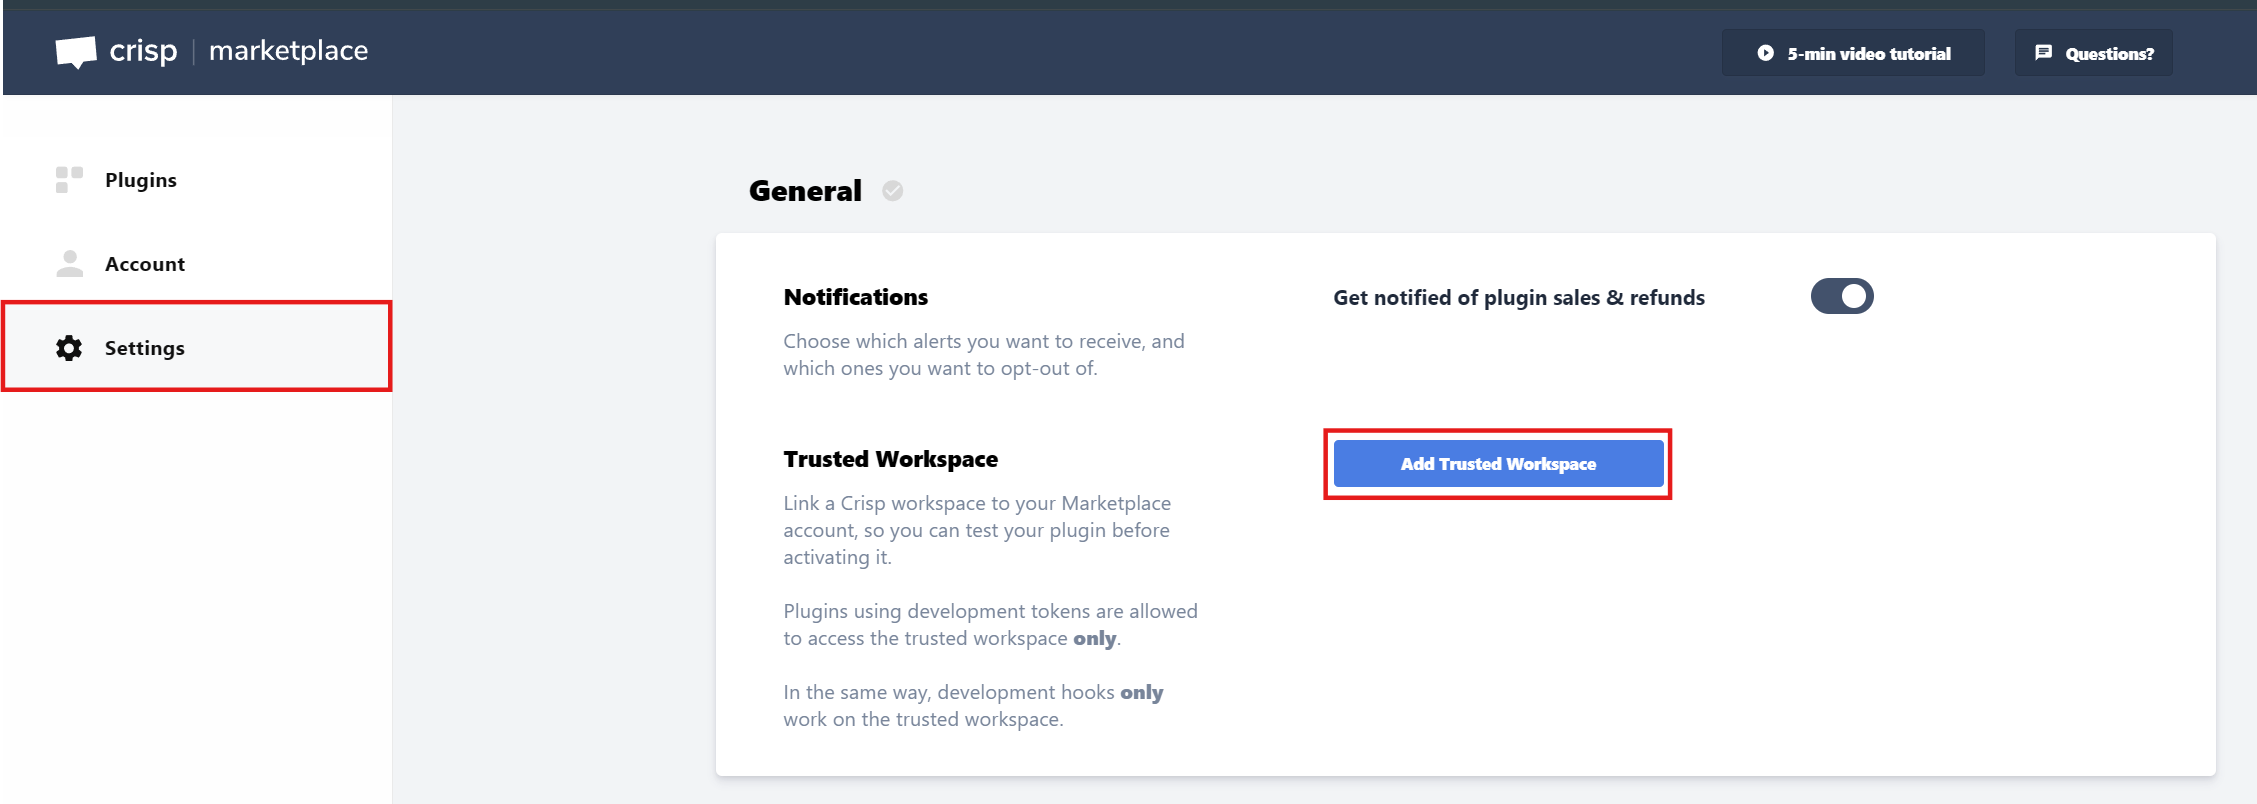 crisp | marketplace
5-min video tutorial
Questions?
Plugins
Account
Settings
General
Notifications
Choose which alerts you want to receive, and
which ones you want to opt-out of.
Get notified of plugin sales & refunds
Trusted Workspace
Link a Crisp workspace to your Marketplace
account, so you can test your plugin before
activating it.
Plugins using development tokens are allowed
to access the trusted workspace only.
In the same way, development hooks only
work on the trusted workspace.
Add Trusted Workspace